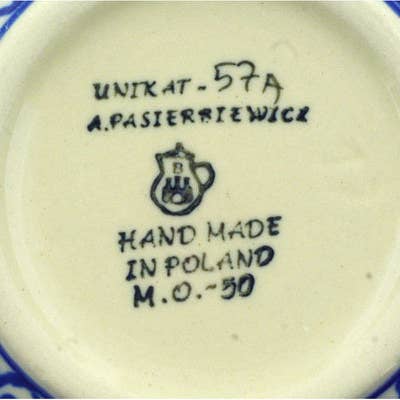 UNIKAT-57A
A.PASIERBIEWICZ
B
HAND MADE
IN POLAND
M.O.-50